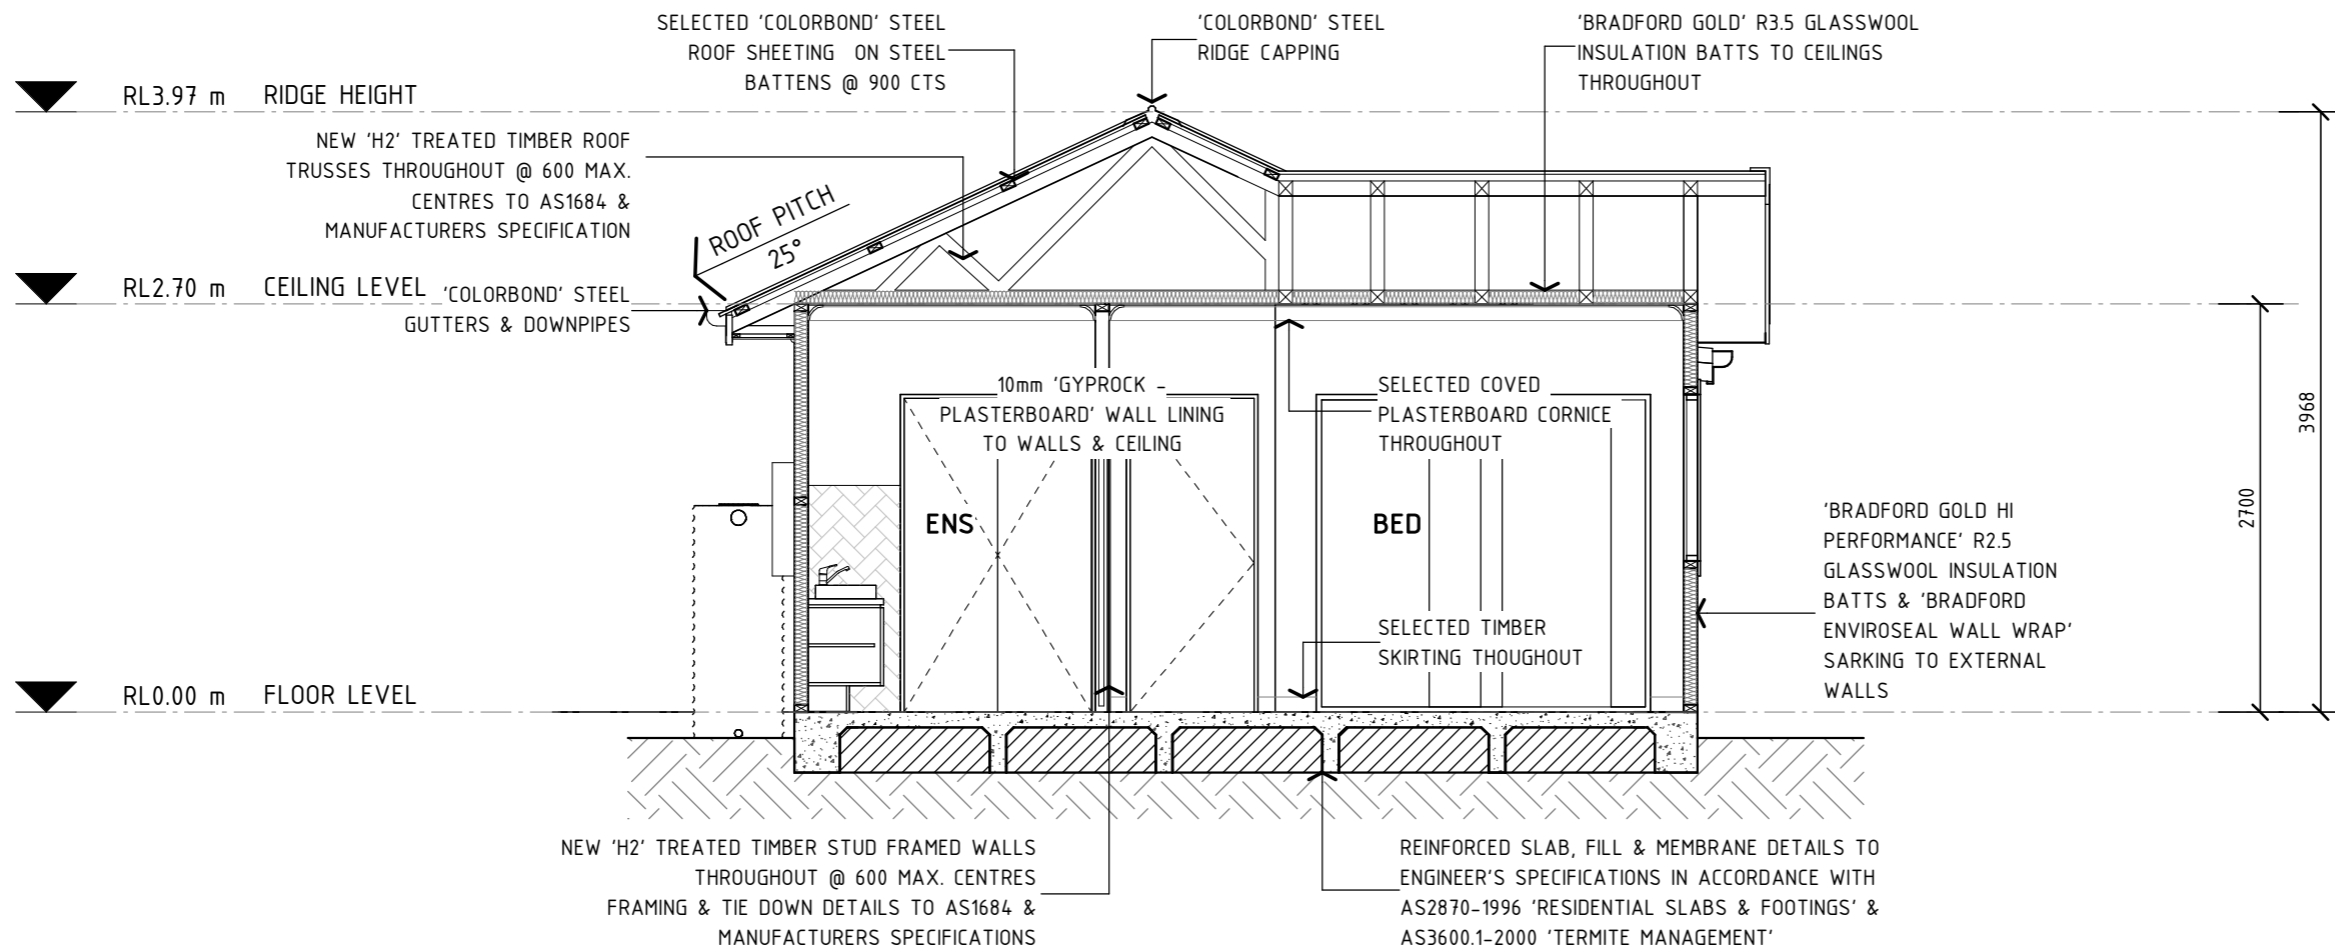 SELECTED 'COLORBOND' STEEL
ROOF SHEETING ON STEEL
BATTENS @ 900 CTS
'COLORBOND' STEEL
RIDGE CAPPING
'BRADFORD GOLD' R3.5 GLASSWOOL
INSULATION BATTS TO CEILINGS
THROUGHOUT
RL3.97 m RIDGE HEIGHT
NEW 'H2' TREATED TIMBER ROOF
TRUSSES THROUGHOUT @ 600 MAX.
CENTRES TO AS1684 &
MANUFACTURERS SPECIFICATION
ROOF PITCH
25°
RL2.70 m CEILING LEVEL
'COLORBOND' STEEL
GUTTERS & DOWNPIPES
10mm 'GYPROCK -
PLASTERBOARD' WALL LINING
TO WALLS & CEILING
SELECTED COVED
PLASTERBOARD CORNICE
THROUGHOUT
3968
2700
ENS
BED
'BRADFORD GOLD HI
PERFORMANCE' R2.5
GLASSWOOL INSULATION
BATTS & 'BRADFORD
ENVIROSEAL WALL WRAP'
SARKING TO EXTERNAL
WALLS
SELECTED TIMBER
SKIRTING THOUGHOUT
RL0.00 m FLOOR LEVEL
NEW 'H2' TREATED TIMBER STUD FRAMED WALLS
THROUGHOUT @ 600 MAX. CENTRES
FRAMING & TIE DOWN DETAILS TO AS1684 &
MANUFACTURERS SPECIFICATIONS
REINFORCED SLAB, FILL & MEMBRANE DETAILS TO
ENGINEER'S SPECIFICATIONS IN ACCORDANCE WITH
AS2870-1996 'RESIDENTIAL SLABS & FOOTINGS' &
AS3600.1-2000 'TERMITE MANAGEMENT'